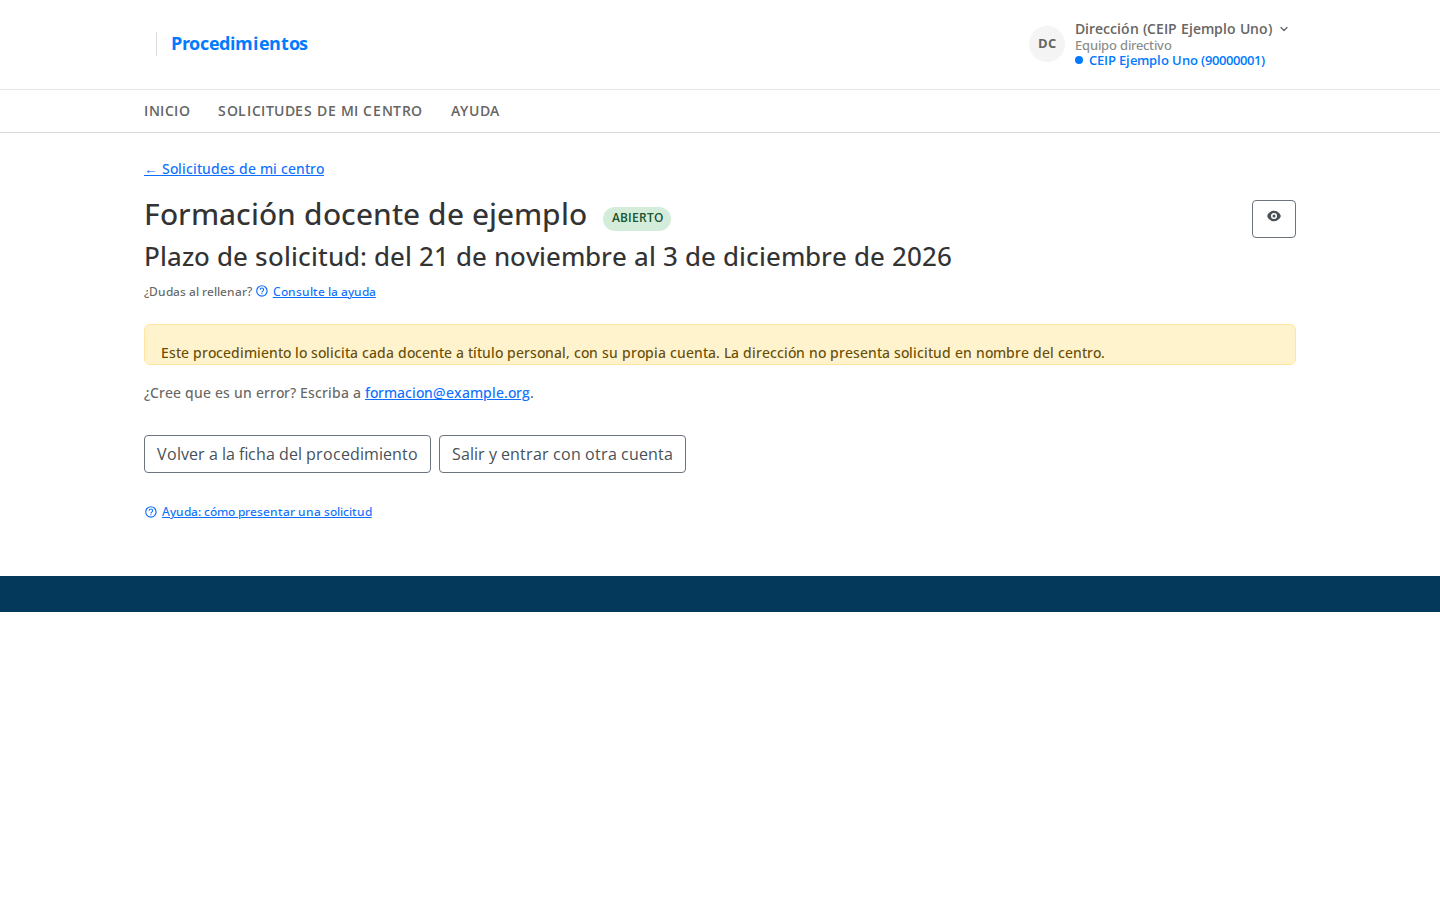 Procedimientos
DC
Dirección (CEIP Ejemplo Uno)
Equipo directivo
CEIP Ejemplo Uno (90000001)
INICIO SOLICITUDES DE MI CENTRO AYUDA
← Solicitudes de mi centro
Formación docente de ejemplo ABIERTO
Plazo de solicitud: del 21 de noviembre al 3 de diciembre de 2026
¿Dudas al rellenar? Consulte la ayuda
Este procedimiento lo solicita cada docente a título personal, con su propia cuenta. La dirección no presenta solicitud en nombre del centro.
¿Cree que es un error? Escriba a formacion@example.org.
Volver a la ficha del procedimiento Salir y entrar con otra cuenta
Ayuda: cómo presentar una solicitud